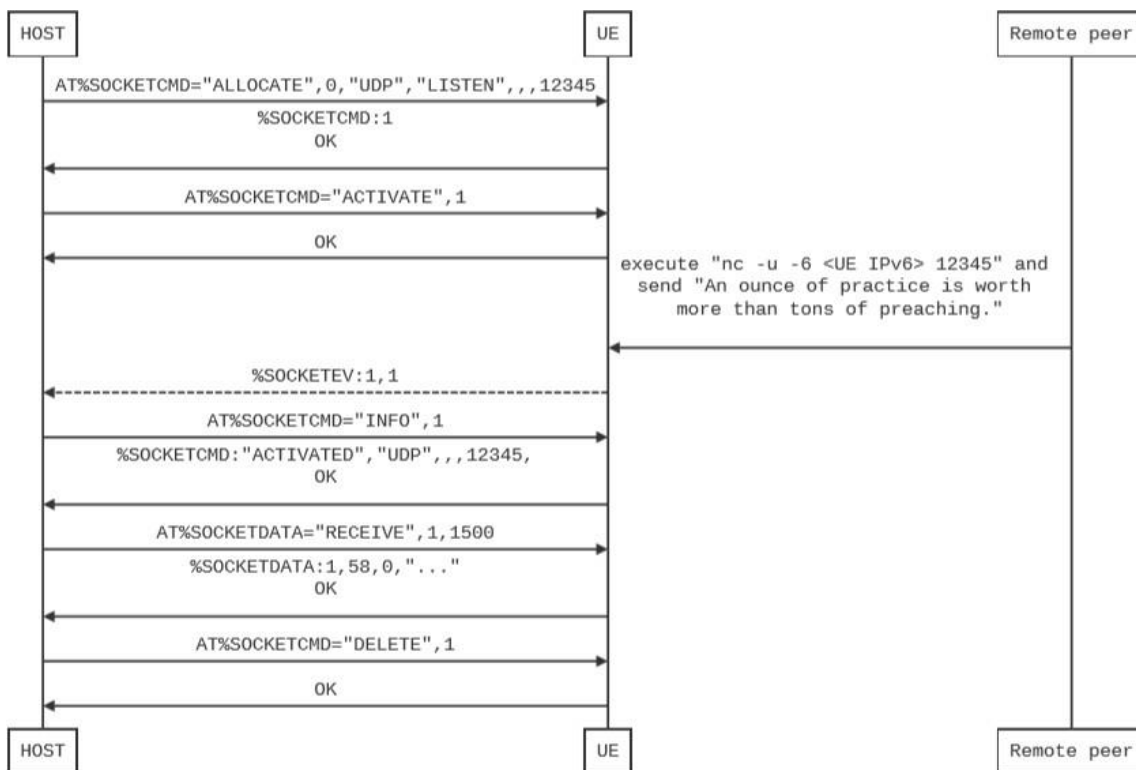 HOST
UE
Remote peer
AT%SOCKETCMD="ALLOCATE",0,"UDP","LISTEN",,,12345
%SOCKETCMD:1
OK
AT%SOCKETCMD="ACTIVATE",1
OK
execute "nc -u -6 <UE IPv6> 12345" and
send "An ounce of practice is worth
more than tons of preaching."
%SOCKETEV:1,1
AT%SOCKETCMD="INFO",1
%SOCKETCMD:"ACTIVATED","UDP",,,12345,
OK
AT%SOCKETDATA="RECEIVE",1,1500
%SOCKETDATA:1,58,0,"..."
OK
AT%SOCKETCMD="DELETE",1
OK
HOST
UE
Remote peer